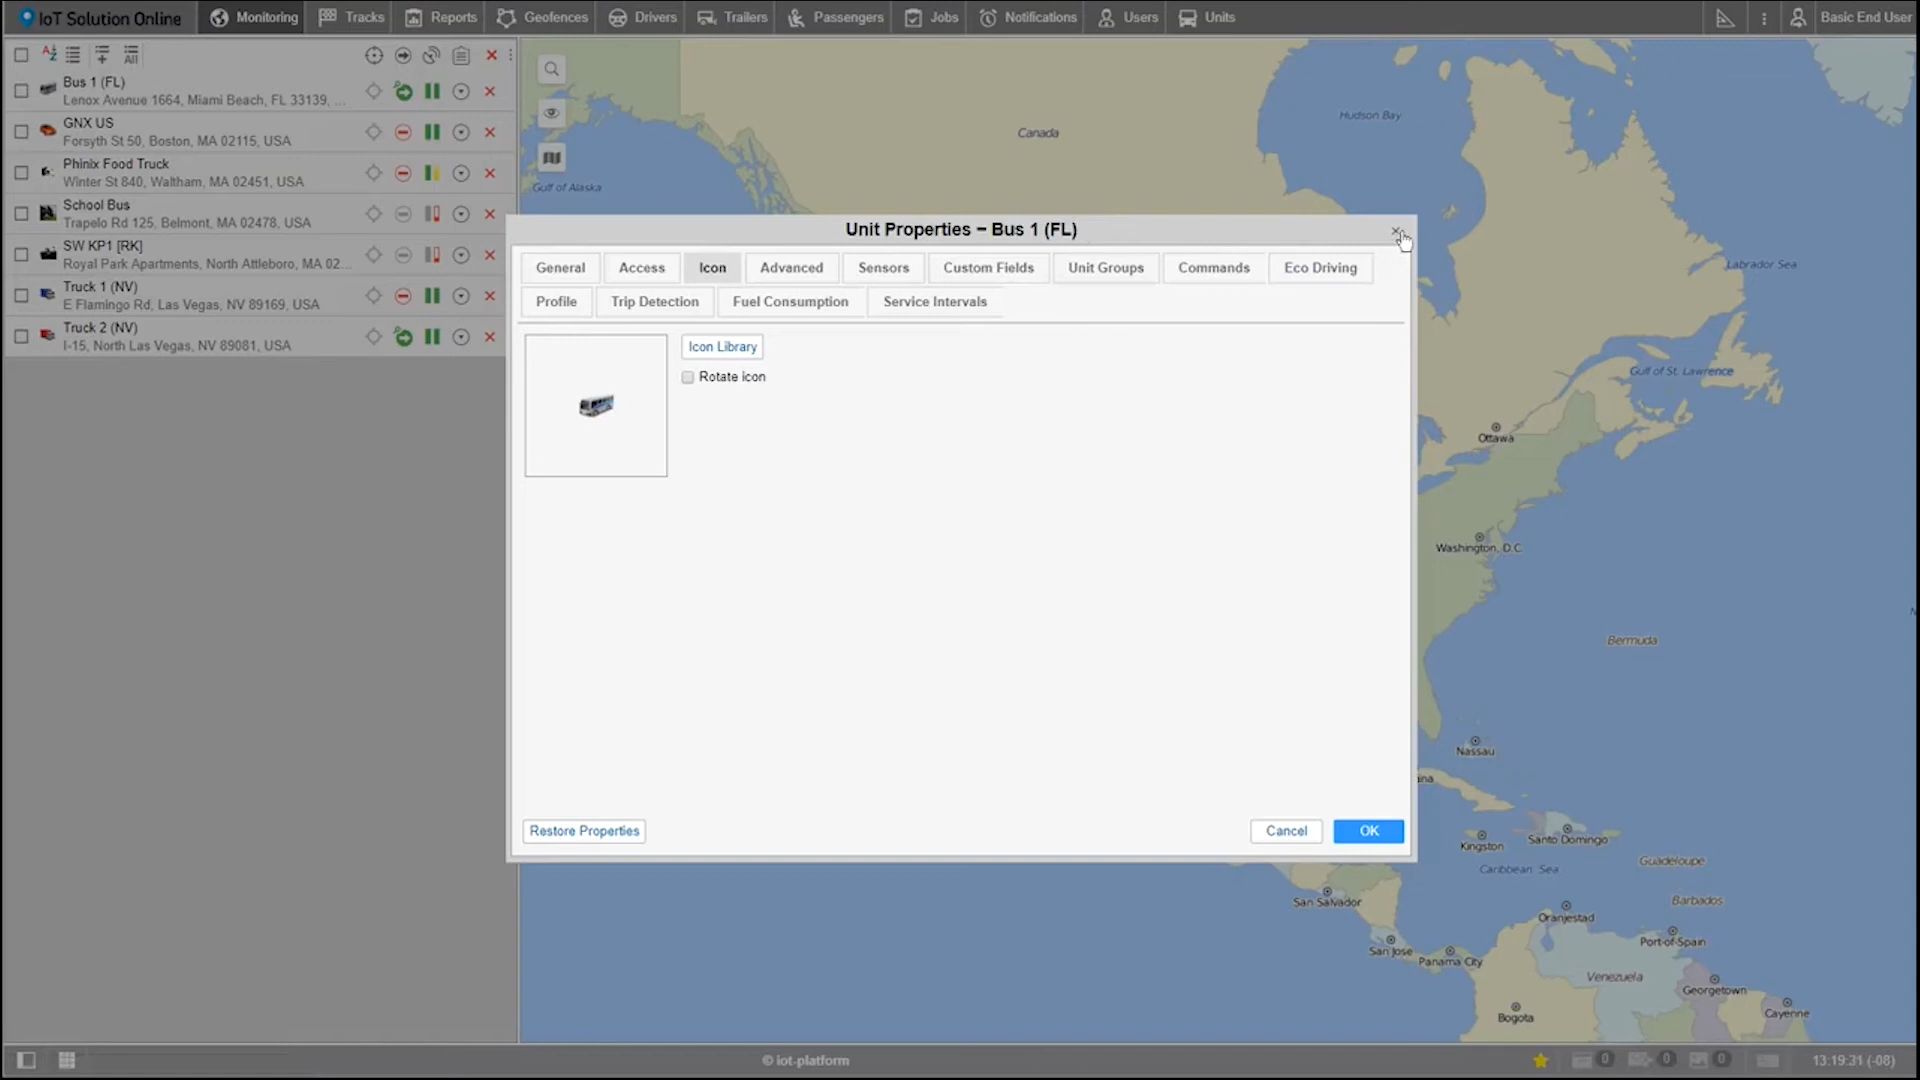 IoT Solution Online
Monitoring
Tracks
Reports
Geofences
Drivers
Trailers
Passengers
Jobs
Notifications
Users
Units
Basic End User
All
Bus 1 (FL)
Lenox Avenue 1664, Miami Beach, FL 33139, ...
GNX US
Forsyth St 50, Boston, MA 02115, USA
Phinix Food Truck
Winter St 840, Waltham, MA 02451, USA
School Bus
Trapelo Rd 125, Belmont, MA 02478, USA
SW KP1 [RK]
Royal Park Apartments, North Attleboro, MA 02...
Truck 1 (NV)
E Flamingo Rd, Las Vegas, NV 89169, USA
Truck 2 (NV)
I-15, North Las Vegas, NV 89081, USA
Canada
Hudson Bay
Gulf of Alaska
Labrador Sea
Gulf of St. Lawrence
Ottawa
Washington, D.C.
Bermuda
Nassau
Kingston
Santo Domingo
Guadeloupe
Caribbean Sea
San Salvador
Barbados
Oranjestad
Port-of-Spain
San Jose
Panama City
Venezuela
Georgetown
Bogota
Cayenne
Unit Properties – Bus 1 (FL)
General
Access
Icon
Advanced
Sensors
Custom Fields
Unit Groups
Commands
Eco Driving
Profile
Trip Detection
Fuel Consumption
Service Intervals
Icon Library
Rotate icon
Restore Properties
Cancel
OK
© iot-platform
0
0
0
13:19:31 (-08)